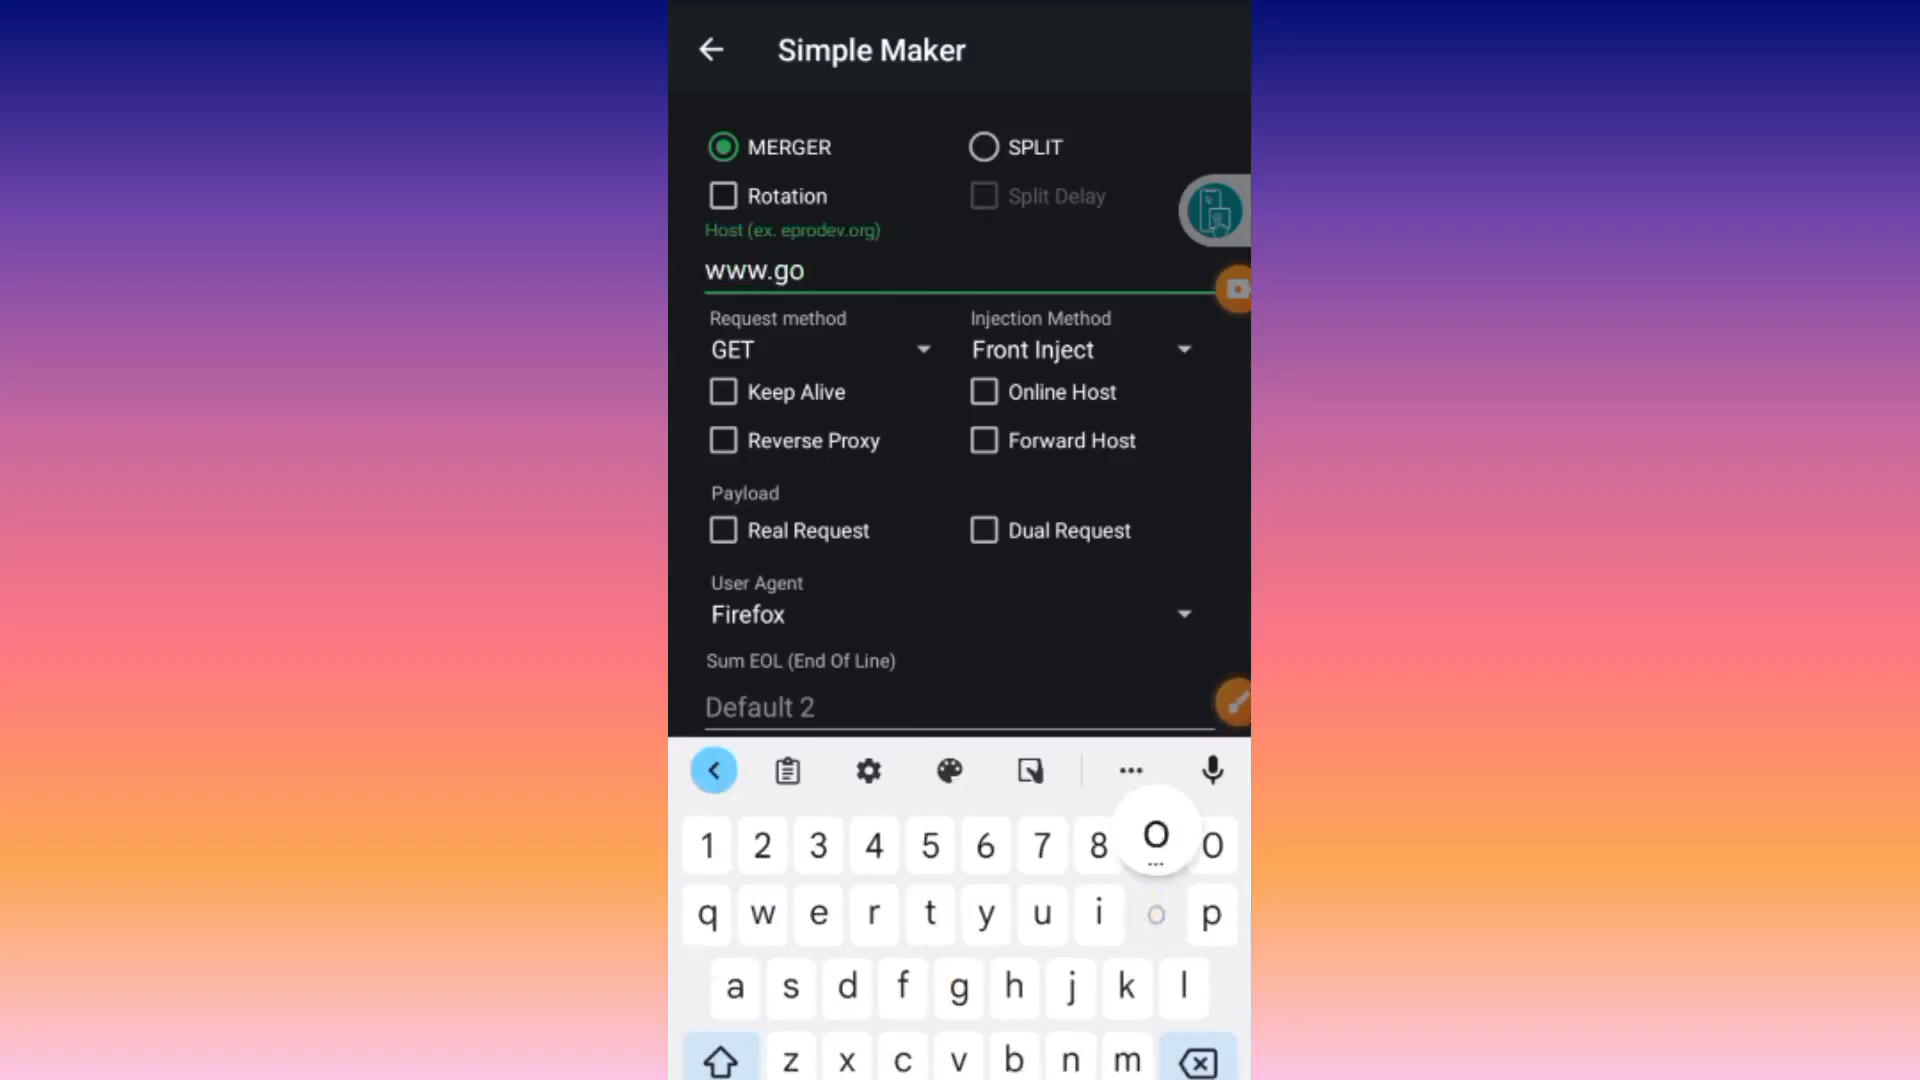 Simple Maker
MERGER SPLIT
Rotation Split Delay
Host (ex. eprodev.org)
www.go
Request method Injection Method
GET Front Inject
Keep Alive Online Host
Reverse Proxy Forward Host
Payload
Real Request Dual Request
User Agent
Firefox
Sum EOL (End Of Line)
Default 2
1 2 3 4 5 6 7 8 o 0
q w e r t y u i o p
a s d f g h j k l
z x c v b n m